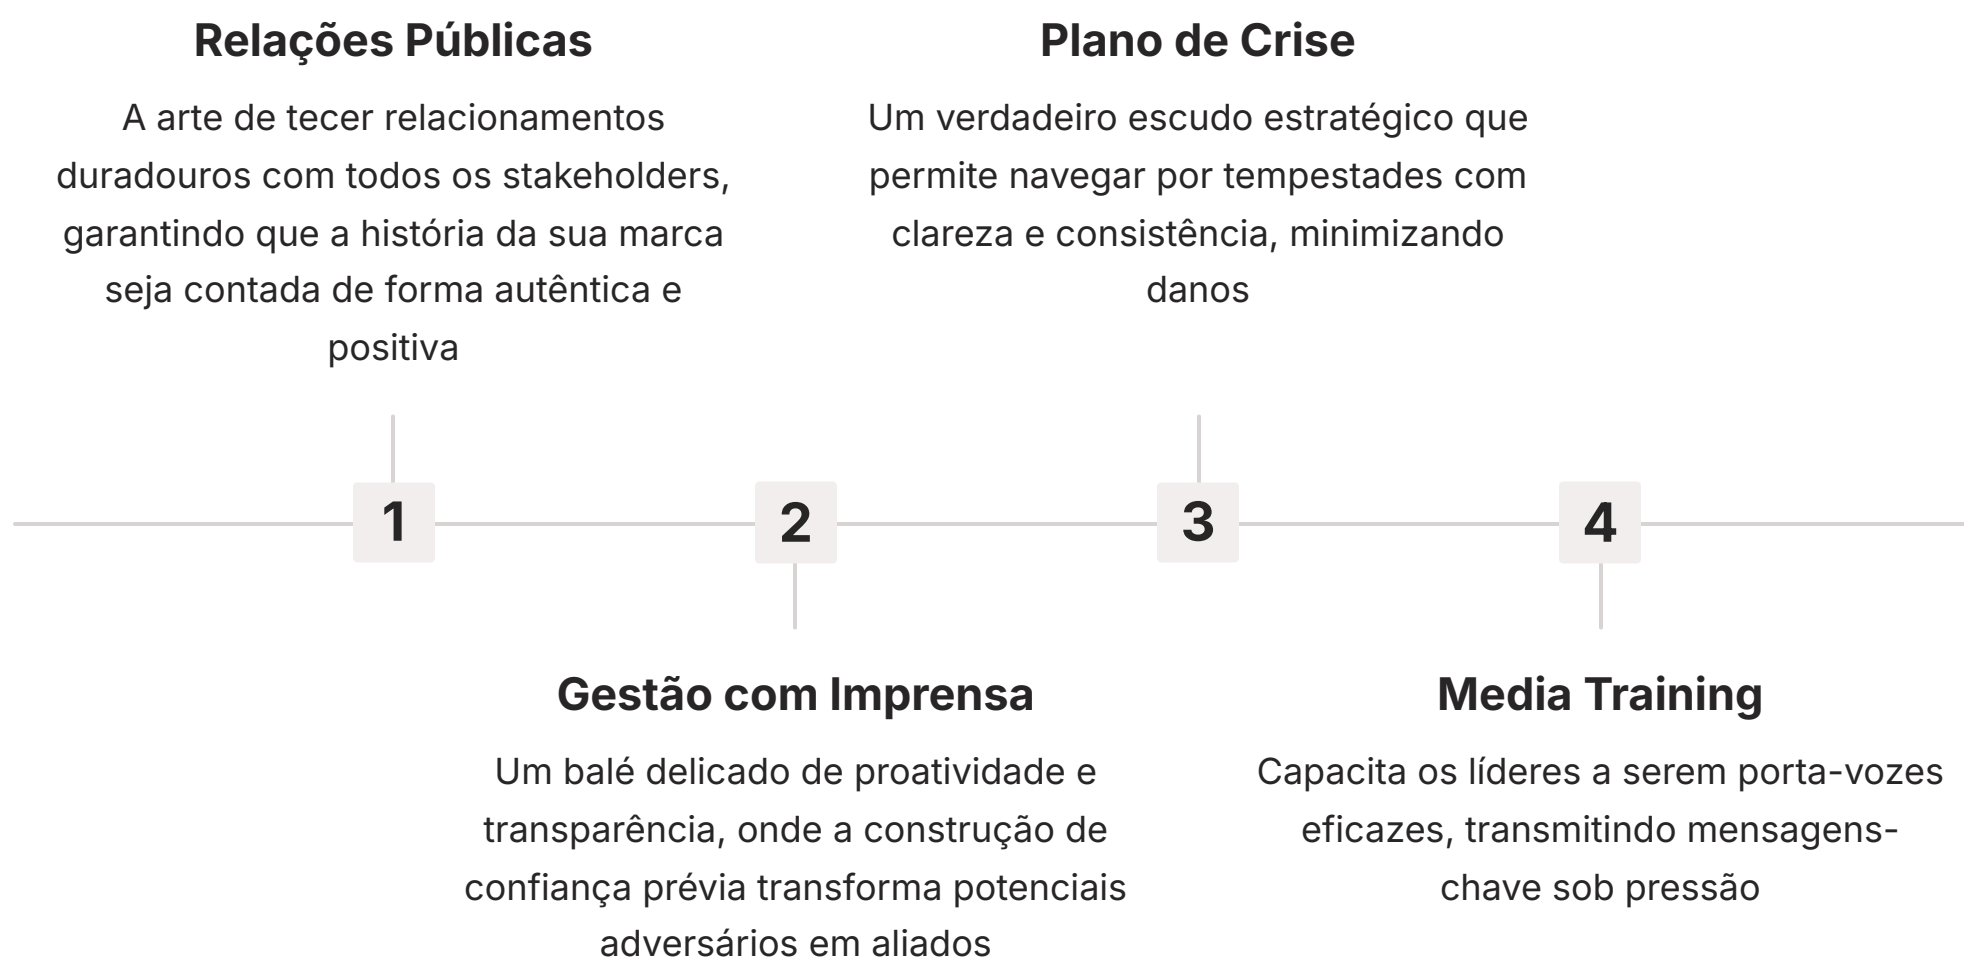 Relações Públicas
A arte de tecer relacionamentos
duradouros com todos os stakeholders,
garantindo que a história da sua marca
seja contada de forma autêntica e
positiva
Plano de Crise
Um verdadeiro escudo estratégico que
permite navegar por tempestades com
clareza e consistência, minimizando
danos
1
2
3
4
Gestão com Imprensa
Um balé delicado de proatividade e
transparência, onde a construção de
confiança prévia transforma potenciais
adversários em aliados
Media Training
Capacita os líderes a serem porta-vozes
eficazes, transmitindo mensagens-
chave sob pressão